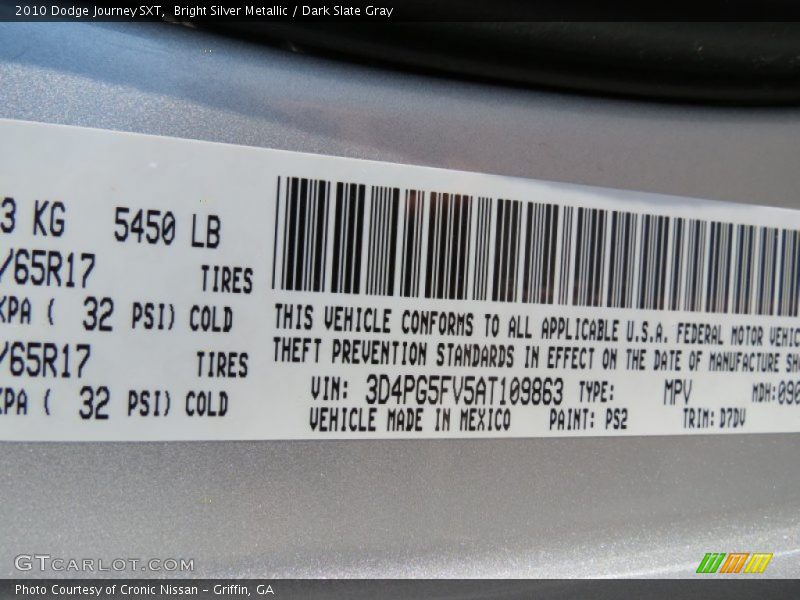 2010 Dodge Journey SXT, Bright Silver Metallic / Dark Slate Gray
3 KG 5450 LB
/65R17 TIRES
KPA ( 32 PSI) COLD
/65R17 TIRES
KPA ( 32 PSI) COLD
THIS VEHICLE CONFORMS TO ALL APPLICABLE U.S.A. FEDERAL MOTOR VEHIC
THEFT PREVENTION STANDARDS IN EFFECT ON THE DATE OF MANUFACTURE SH
VIN: 3D4PG5FV5AT109863 TYPE: MPV MDH:090
VEHICLE MADE IN MEXICO PAINT: PS2 TRIM: D7DV
GTCARLOT.COM
Photo Courtesy of Cronic Nissan - Griffin, GA